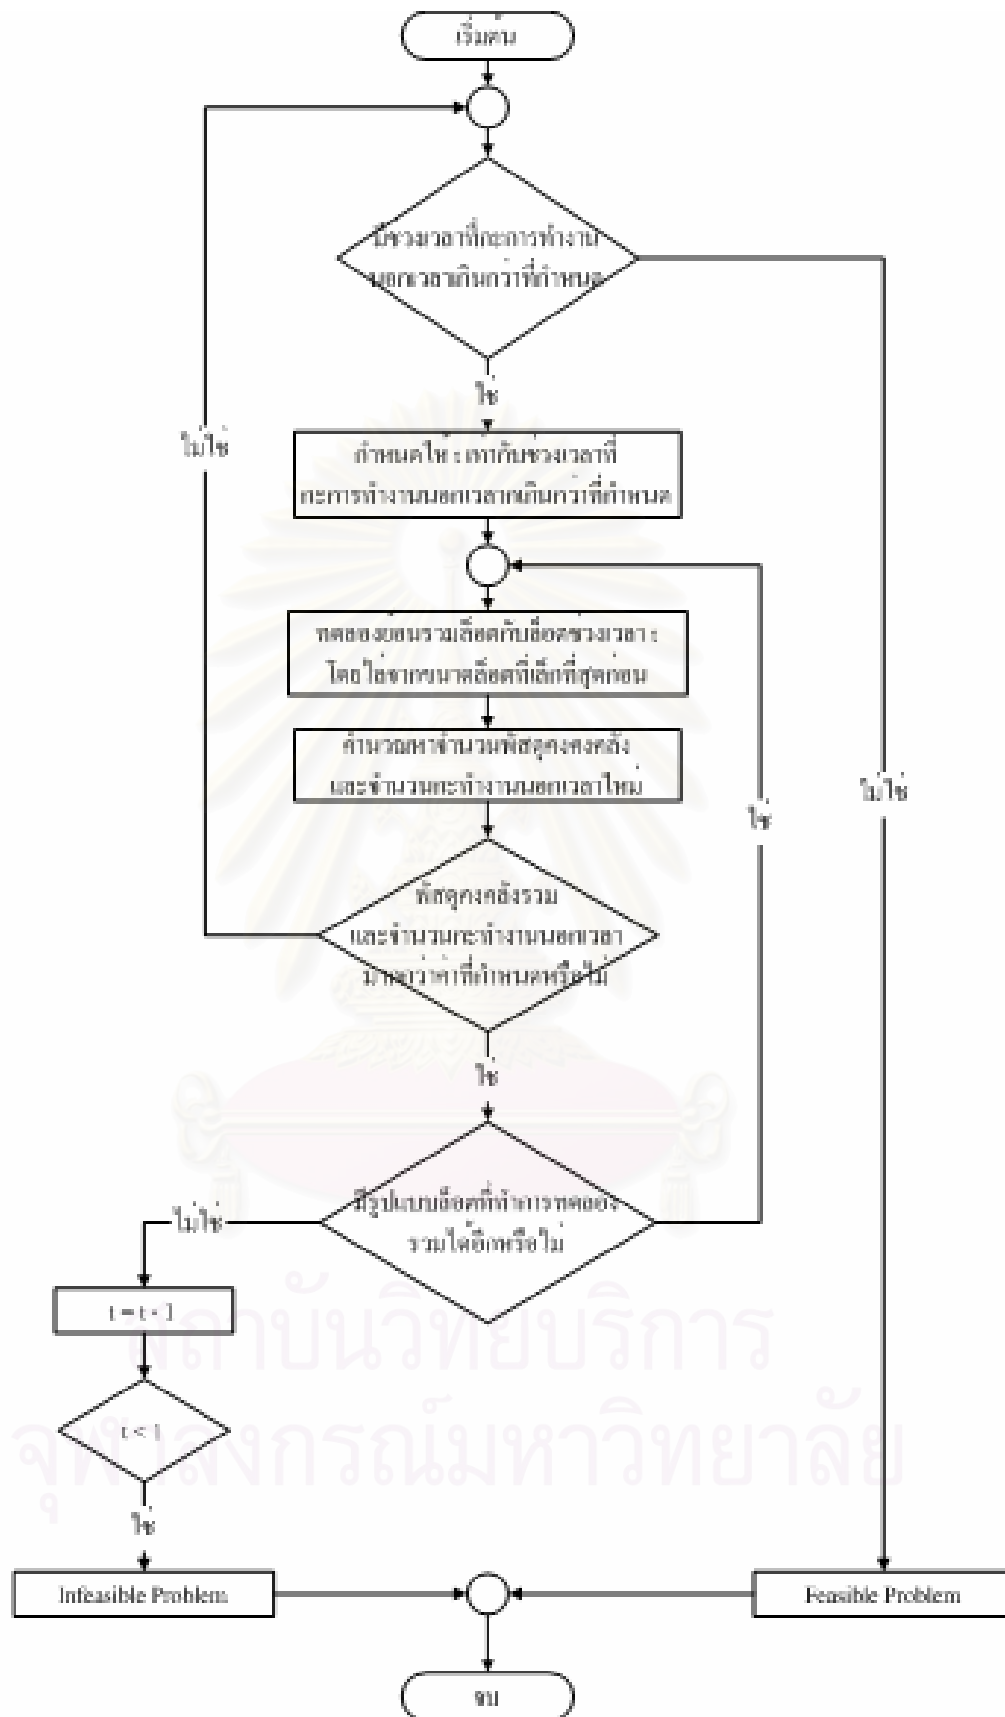 เริ่มต้น
มีช่วงเวลาที่กะการทำงาน
นอกเวลาเกินกว่าที่กำหนด
ใช่
ไม่ใช่
กำหนดให้ t เท่ากับช่วงเวลาที่
กะการทำงานนอกเวลากเกินกว่าที่กำหนด
ทดลองย้อนรวมล็อตกับล็อตช่วงเวลา t
โดยไล่จากขนาดล็อตที่เล็กที่สุดก่อน
คำนวณหาจำนวนพัสดุคงคงคลัง
และจำนวนกะทำงานนอกเวลาใหม่
ไม่ใช่
ใช่
พัสดุคงคลังรวม
และจำนวนกะทำงานนอกเวลา
มากกว่าค่าที่กำหนดหรือไม่
ใช่
มีรูปแบบล็อตที่ทำการทดลอง
รวมได้อีกหรือไม่
ไม่ใช่
t = t - 1
สถาบันวิทยบริการ
t < 1
จุฬาลงกรณ์มหาวิทยาลัย
ใช่
Infeasible Problem
Feasible Problem
จบ